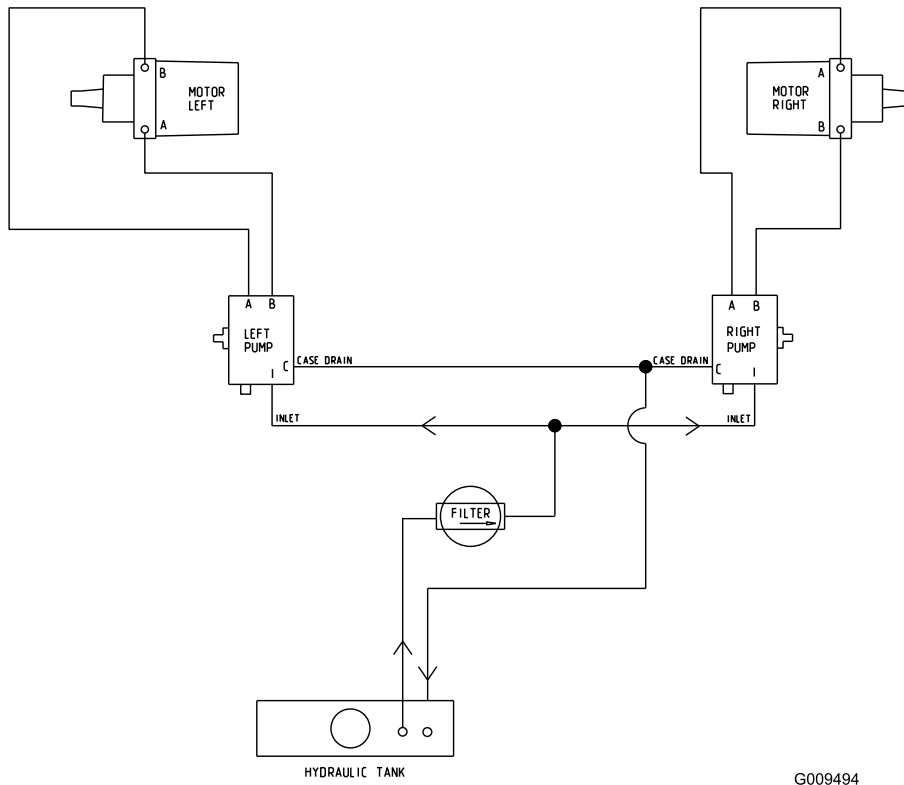 B
MOTOR
LEFT
A
A
MOTOR
RIGHT
B
A B
LEFT
PUMP
C
I
CASE DRAIN
CASE DRAIN
A B
RIGHT
PUMP
C
I
INLET
INLET
FILTER
HYDRAULIC TANK
G009494